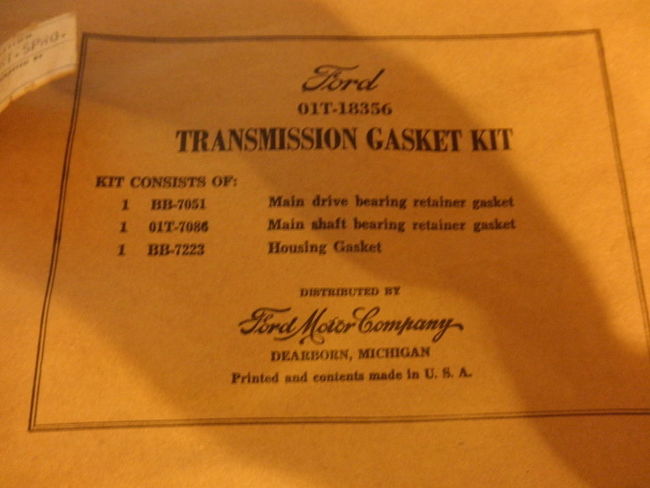 SPRG.
Ford
01T-18356
TRANSMISSION GASKET KIT
KIT CONSISTS OF:
1 BB-7051 Main drive bearing retainer gasket
1 01T-7086 Main shaft bearing retainer gasket
1 BB-7223 Housing Gasket
DISTRIBUTED BY
Ford Motor Company
DEARBORN, MICHIGAN
Printed and contents made in U. S. A.